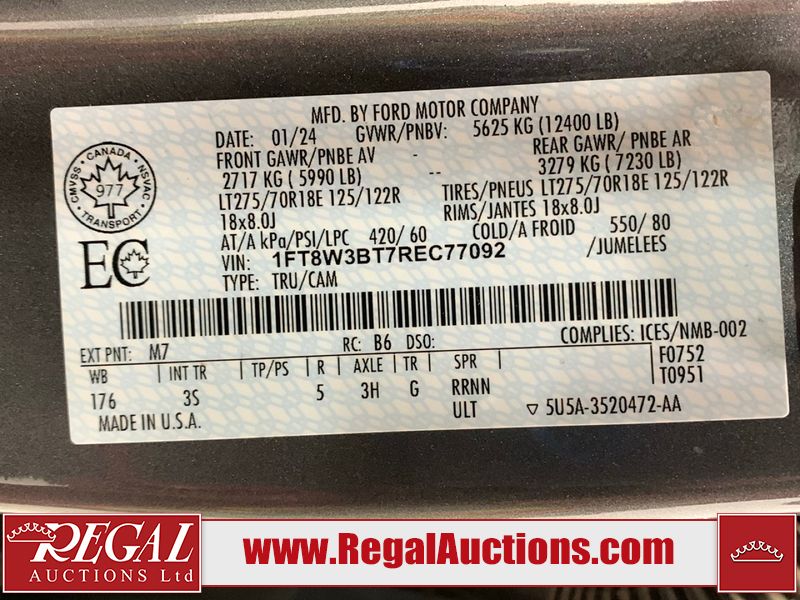 MFD. BY FORD MOTOR COMPANY
DATE: 01/24 GVWR/PNBV: 5625 KG (12400 LB)
FRONT GAWR/PNBE AV - REAR GAWR/ PNBE AR
2717 KG ( 5990 LB) -- 3279 KG ( 7230 LB)
LT275/70R18E 125/122R TIRES/PNEUS LT275/70R18E 125/122R
18x8.0J RIMS/JANTES 18x8.0J
AT/A kPa/PSI/LPC 420/ 60 COLD/A FROID 550/ 80
VIN: 1FT8W3BT7REC77092 /JUMELEES
TYPE: TRU/CAM
CMVSS · CANADA · NSVAC
977
TRANSPORT
EC
EXT PNT: M7 RC: B6 DSO: COMPLIES: ICES/NMB-002
WB | INT TR | TP/PS | R | AXLE | TR | SPR F0752
176 3S 5 3H G RRNN T0951
MADE IN U.S.A. ULT ▽ 5U5A-3520472-AA
REGAL
AUCTIONS Ltd
www.RegalAuctions.com